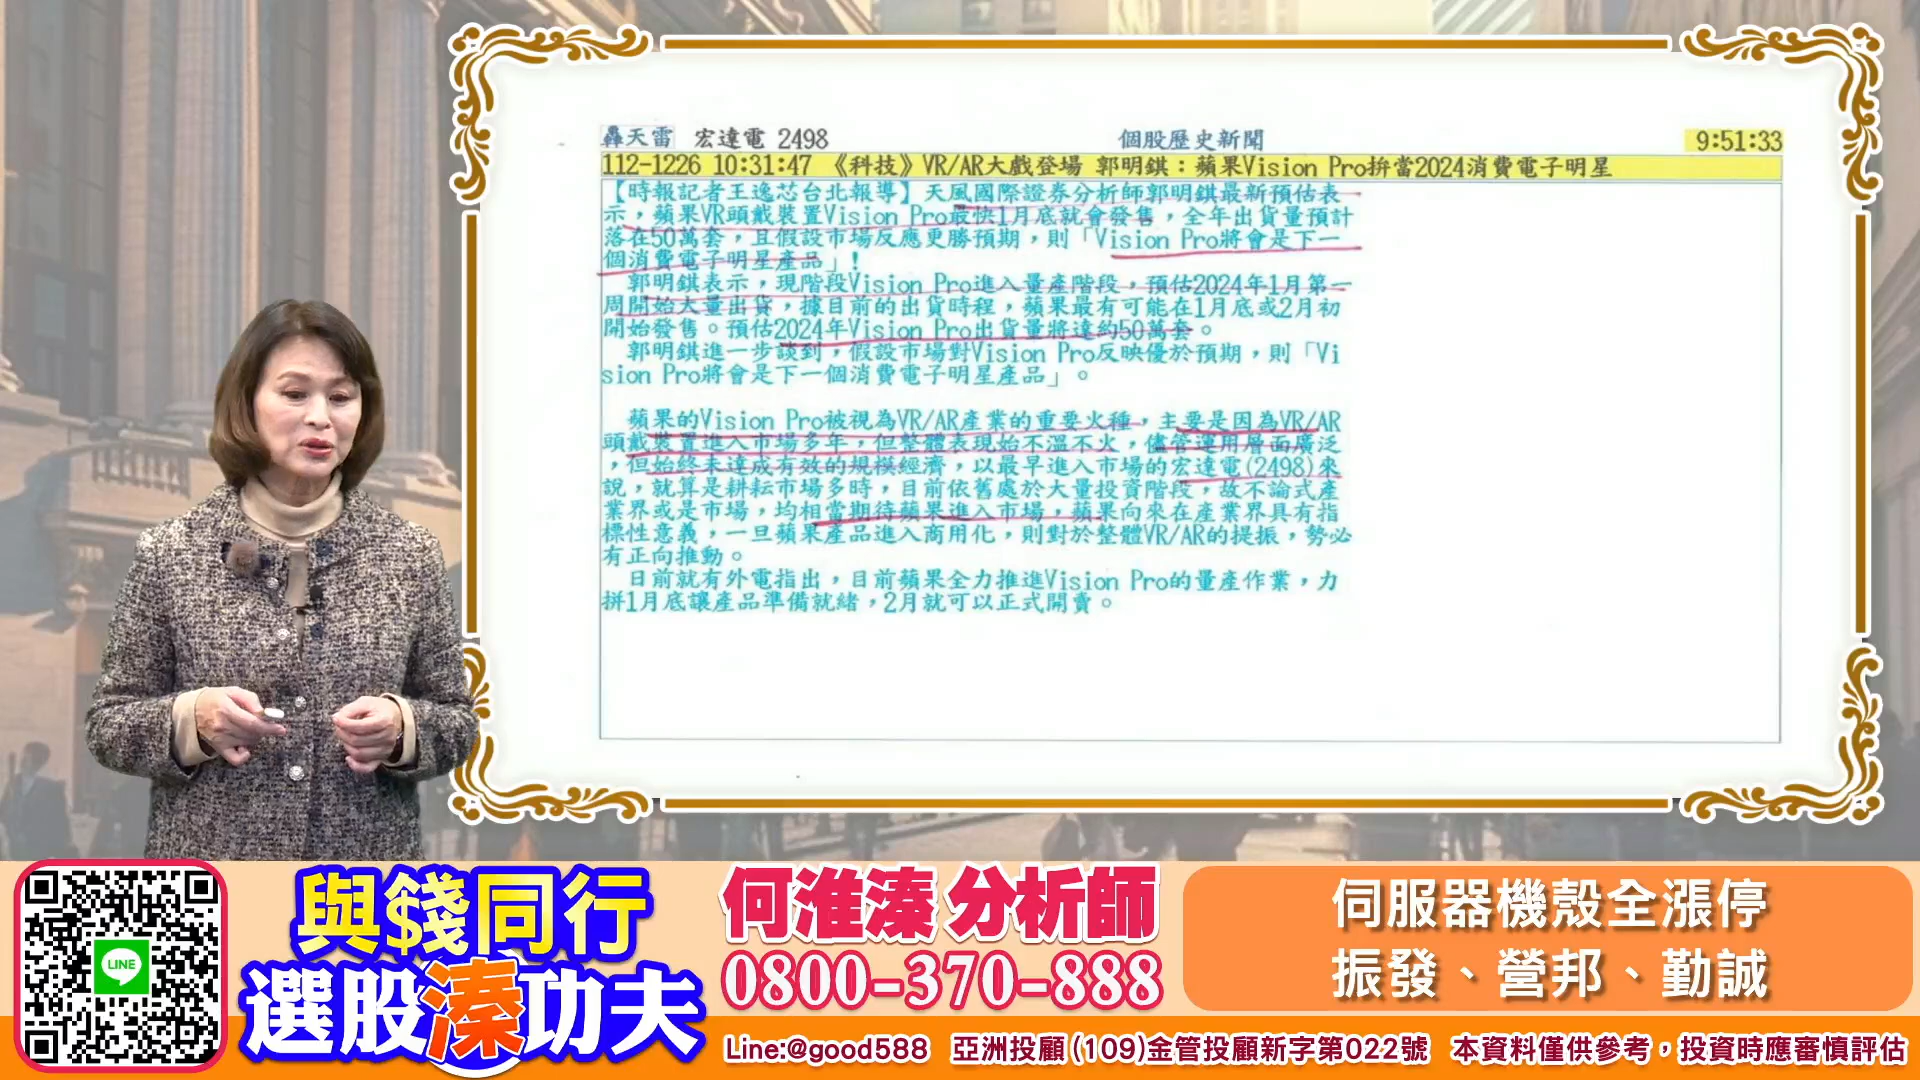 轟天雷 宏達電 2498 個股歷史新聞 9:51:33
112-1226 10:31:47 《科技》VR/AR大戲登場 郭明錤：蘋果Vision Pro拚當2024消費電子明星
【時報記者王逸芯台北報導】天風國際證券分析師郭明錤最新預估表
示，蘋果VR頭戴裝置Vision Pro最快1月底就會發售，全年出貨量預計
落在50萬套，且假設市場反應更勝預期，則「Vision Pro將會是下一
個消費電子明星產品」！
郭明錤表示，現階段Vision Pro進入量產階段，預估2024年1月第一
周開始大量出貨，據目前的出貨時程，蘋果最有可能在1月底或2月初
開始發售。預估2024年Vision Pro出貨量將達約50萬套。
郭明錤進一步談到，假設市場對Vision Pro反映優於預期，則「Vi
sion Pro將會是下一個消費電子明星產品」。
蘋果的Vision Pro被視為VR/AR產業的重要火種，主要是因為VR/AR
頭戴裝置進入市場多年，但整體表現始不溫不火，儘管運用層面廣泛
，但始終未達成有效的規模經濟，以最早進入市場的宏達電(2498)來
說，就算是耕耘市場多時，目前依舊處於大量投資階段，故不論式產
業界或是市場，均相當期待蘋果進入市場，蘋果向來在產業界具有指
標性意義，一旦蘋果產品進入商用化，則對於整體VR/AR的提振，勢必
有正向推動。
日前就有外電指出，目前蘋果全力推進Vision Pro的量產作業，力
拼1月底讓產品準備就緒，2月就可以正式開賣。
LINE
與$錢同行
選股溱功夫
何淮溱 分析師
0800-370-888
伺服器機殼全漲停
振發、營邦、勤誠
Line:@good588 亞洲投顧 (109)金管投顧新字第022號 本資料僅供參考，投資時應審慎評估